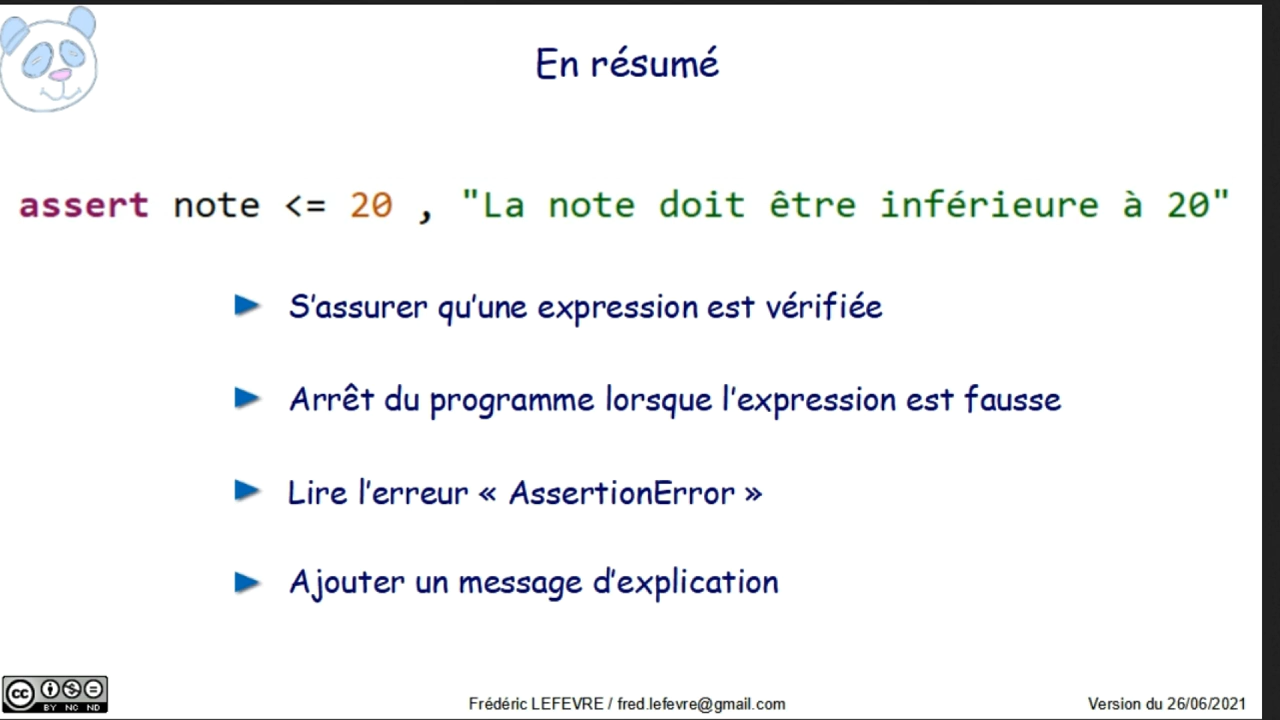 En résumé
assert note <= 20 , "La note doit être inférieure à 20"
S'assurer qu'une expression est vérifiée
Arrêt du programme lorsque l'expression est fausse
Lire l'erreur « AssertionError »
Ajouter un message d'explication
cc
BY NC ND
Frédéric LEFEVRE / fred.lefevre@gmail.com
Version du 26/06/2021